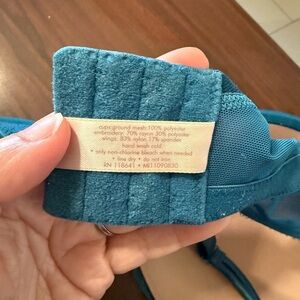 cups:ground mesh:100% polyester
embroidery: 70% rayon 30% polyester
wings: 83% nylon 17% spandex
hand wash cold
• only non-chlorine bleach when needed
• line dry • do not iron
RN 118641 • MI11090830